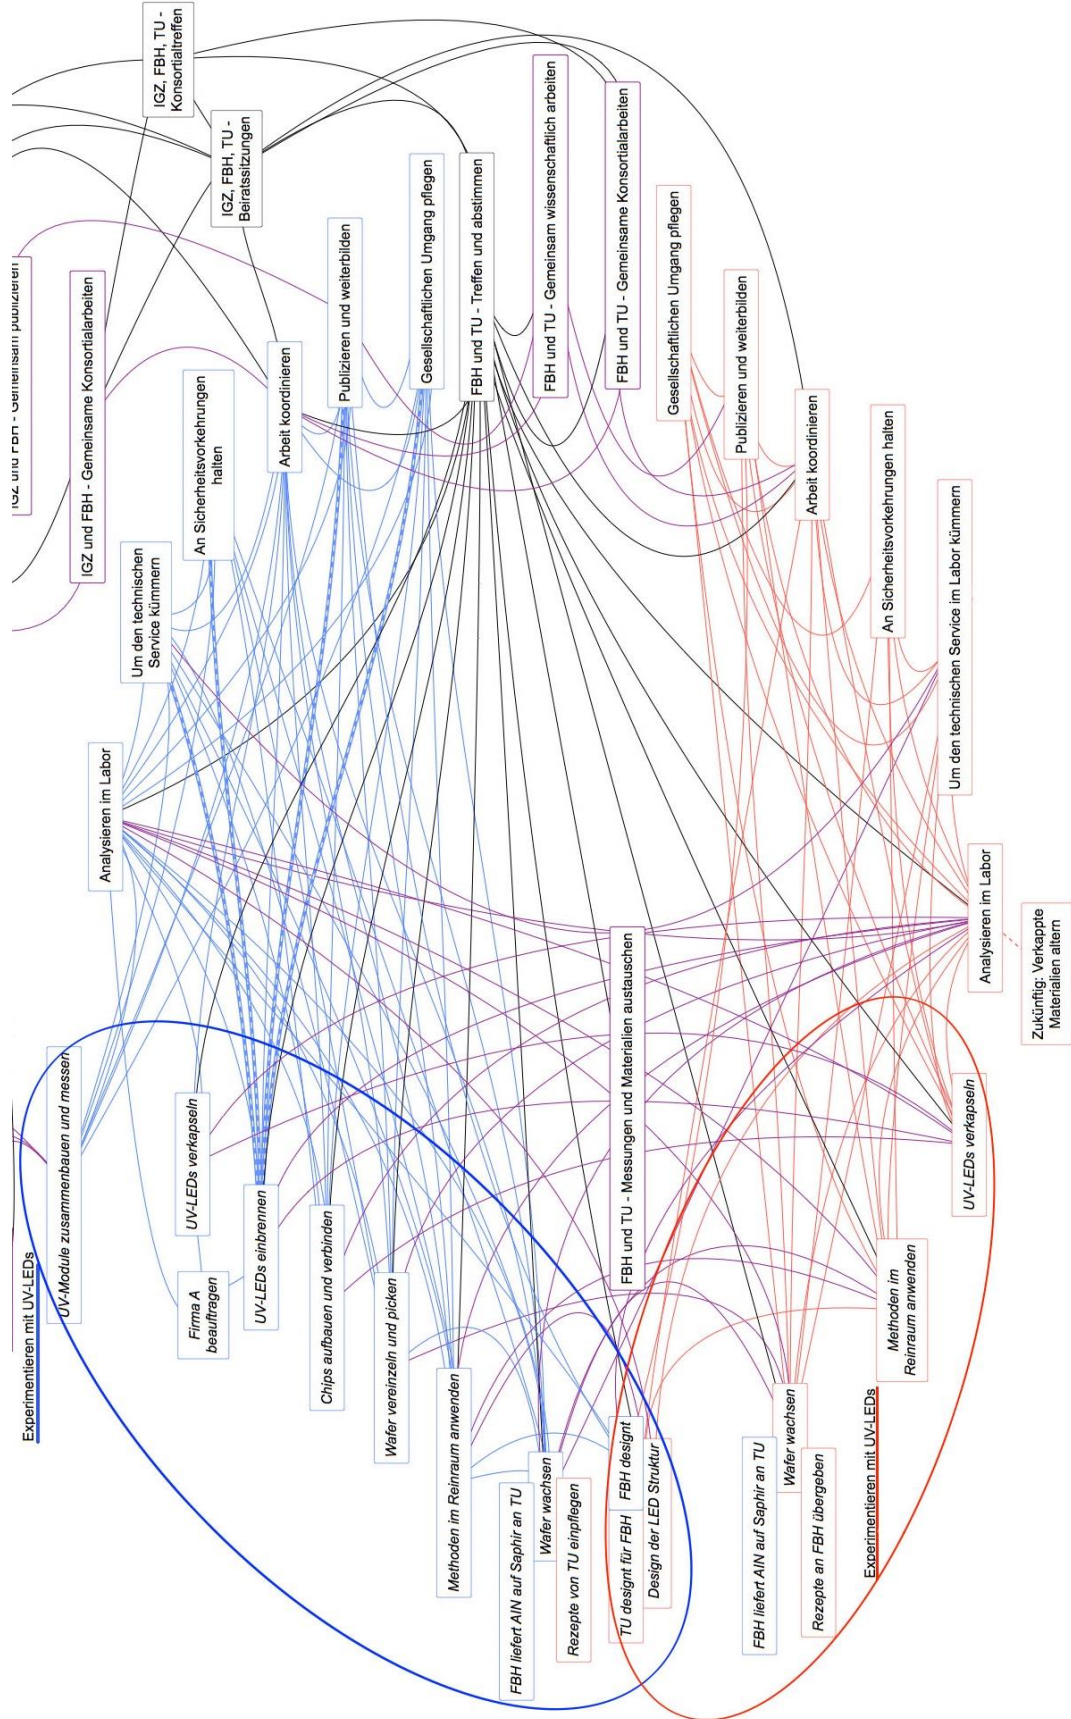 IGZ, FBH, TU -
Konsortialtreffen
IGZ, FBH, TU -
Beiratssitzungen
IGZ und FBH - Gemeinsam publizieren
IGZ und FBH - Gemeinsame Konsortialarbeiten
Um den technischen
Service kümmern
An Sicherheitsvorkehrungen
halten
Arbeit koordinieren
Publizieren und weiterbilden
Gesellschaftlichen Umgang pflegen
FBH und TU - Treffen und abstimmen
FBH und TU - Gemeinsam wissenschaftlich arbeiten
FBH und TU - Gemeinsame Konsortialarbeiten
Gesellschaftlichen Umgang pflegen
Publizieren und weiterbilden
Arbeit koordinieren
An Sicherheitsvorkehrungen halten
Um den technischen Service im Labor kümmern
Analysieren im Labor
Analysieren im Labor
Zukünftig: Verkappte
Materialien altern
FBH und TU - Messungen und Materialien austauschen
Experimentieren mit UV-LEDs
UV-Module zusammenbauen und messen
UV-LEDs verkapseln
Firma A
beauftragen
UV-LEDs einbrennen
Chips aufbauen und verbinden
Wafer vereinzeln und picken
Methoden im Reinraum anwenden
Wafer wachsen
FBH liefert AlN auf Saphir an TU
Rezepte von TU einpflegen
TU designt für FBH
FBH designt
Design der LED Struktur
Wafer wachsen
FBH liefert AlN auf Saphir an TU
Rezepte an FBH übergeben
Methoden im
Reinraum anwenden
UV-LEDs verkapseln
Experimentieren mit UV-LEDs